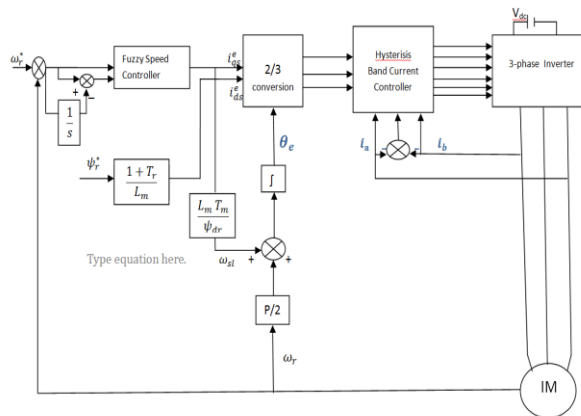 V_dc
ω_r*
Fuzzy Speed
Controller
i_qs^e
i_ds^e
2/3
conversion
Hysterisis
Band Current
Controller
3-phase Inverter
+
−
1/s
θ_e
i_a
i_b
ψ_r*
(1 + T_r)/L_m
∫
(L_m T_m)/ψ_dr
Type equation here.
ω_sl
+
+
P/2
ω_r
IM